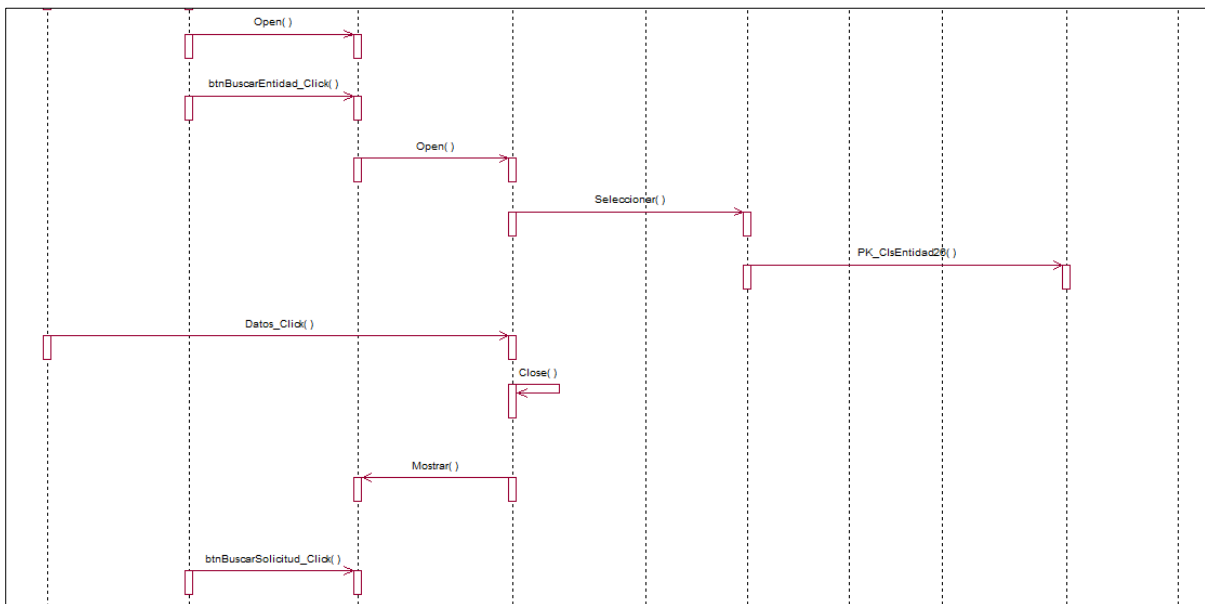 Open( )
btnBuscarEntidad_Click( )
Open( )
Seleccionar( )
PK_ClsEntidad26( )
Datos_Click( )
Close( )
Mostrar( )
btnBuscarSolicitud_Click( )